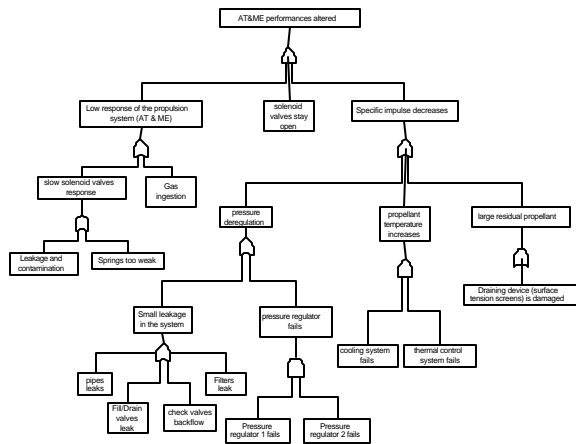 AT&ME performances altered
Low response of the propulsion
system (AT & ME)
solenoid
valves stay
open
Specific impulse decreases
slow solenoid valves
response
Gas
ingestion
pressure
deregulation
propellant
temperature
increases
large residual propellant
Leakage and
contamination
Springs too weak
Draining device (surface
tension screens) is damaged
Small leakage
in the system
pressure regulator
fails
cooling system
fails
thermal control
system fails
pipes
leaks
Filters
leak
Fill/Drain
valves
leak
check valves
backflow
Pressure
regulator 1 fails
Pressure
regulator 2 fails